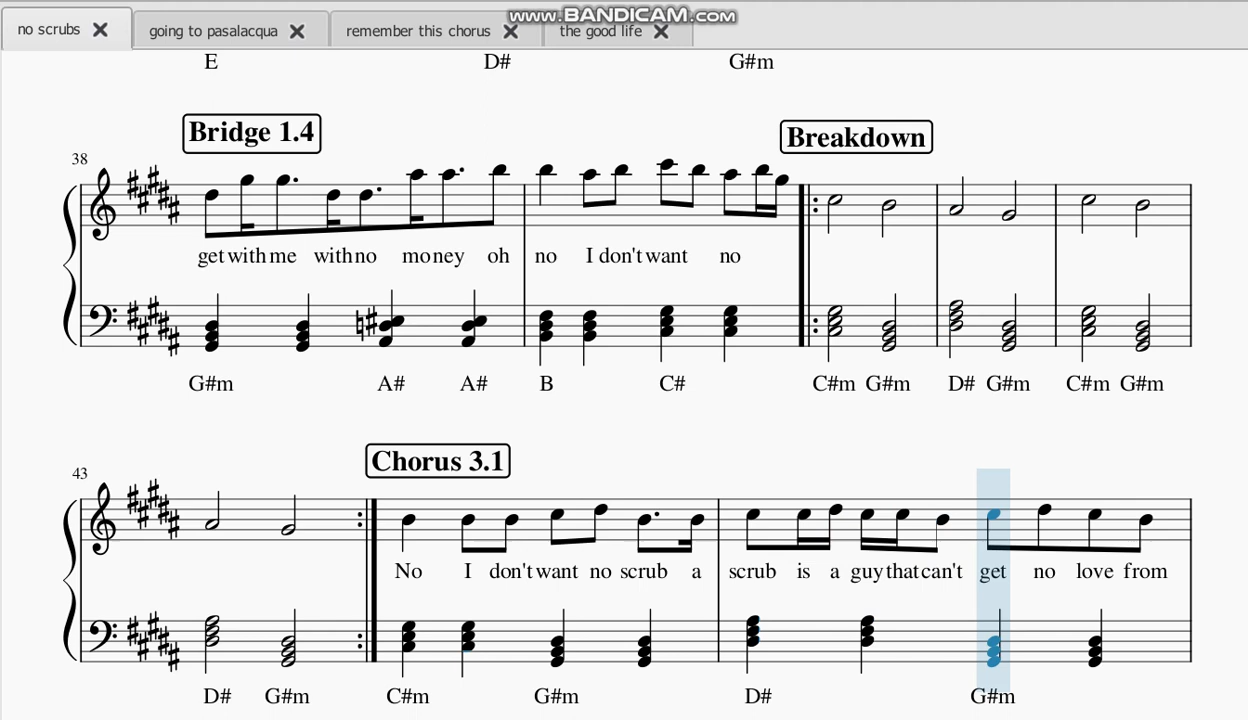 www.BANDICAM.com
no scrubs going to pasalacqua remember this chorus the good life
E D# G#m
Bridge 1.4 Breakdown
38
get with me with no money oh no I don't want no
G#m A# A# B C# C#m G#m D# G#m C#m G#m
Chorus 3.1
43
No I don't want no scrub a scrub is a guy that can't get no love from
D# G#m C#m G#m D# G#m